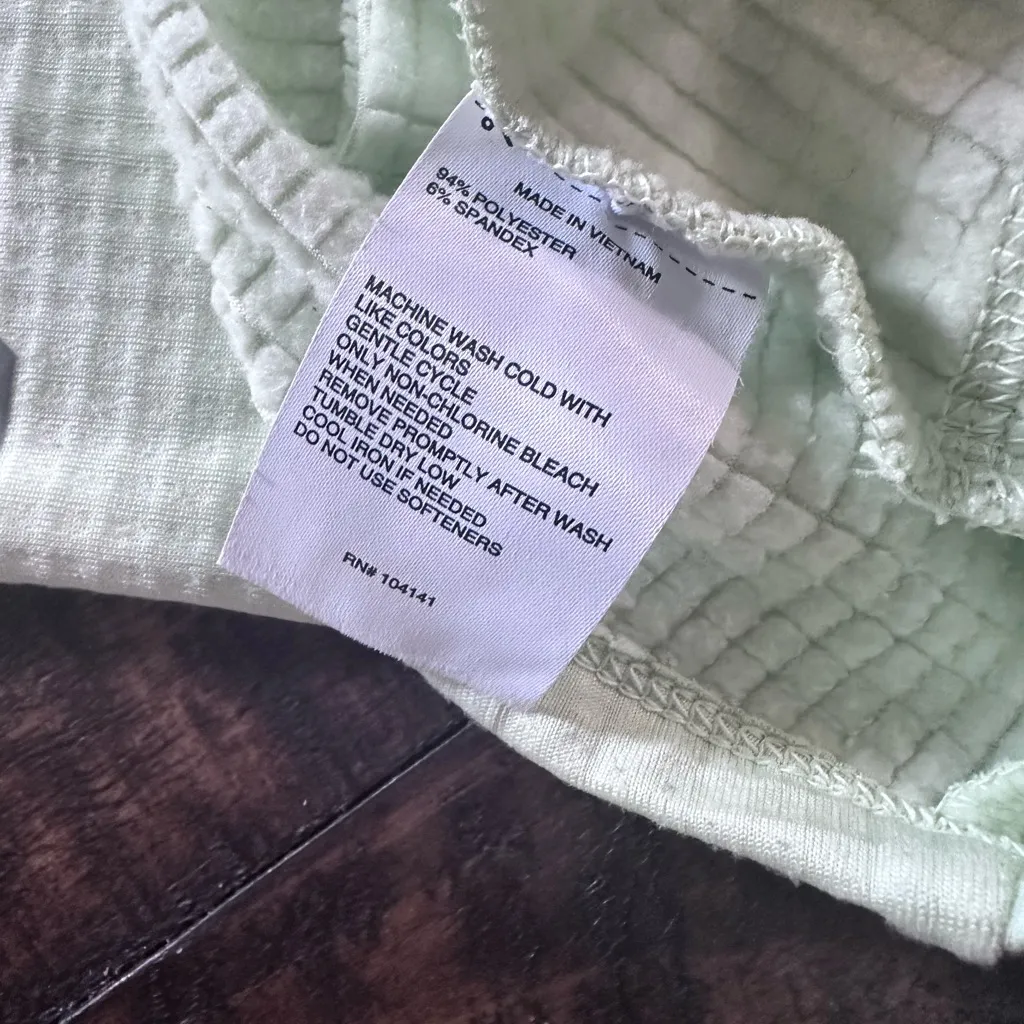 MADE IN VIETNAM
94% POLYESTER
6% SPANDEX
MACHINE WASH COLD WITH
LIKE COLORS
GENTLE CYCLE
ONLY NON-CHLORINE BLEACH
WHEN NEEDED
REMOVE PROMPTLY AFTER WASH
TUMBLE DRY LOW
COOL IRON IF NEEDED
DO NOT USE SOFTENERS
RN# 104141